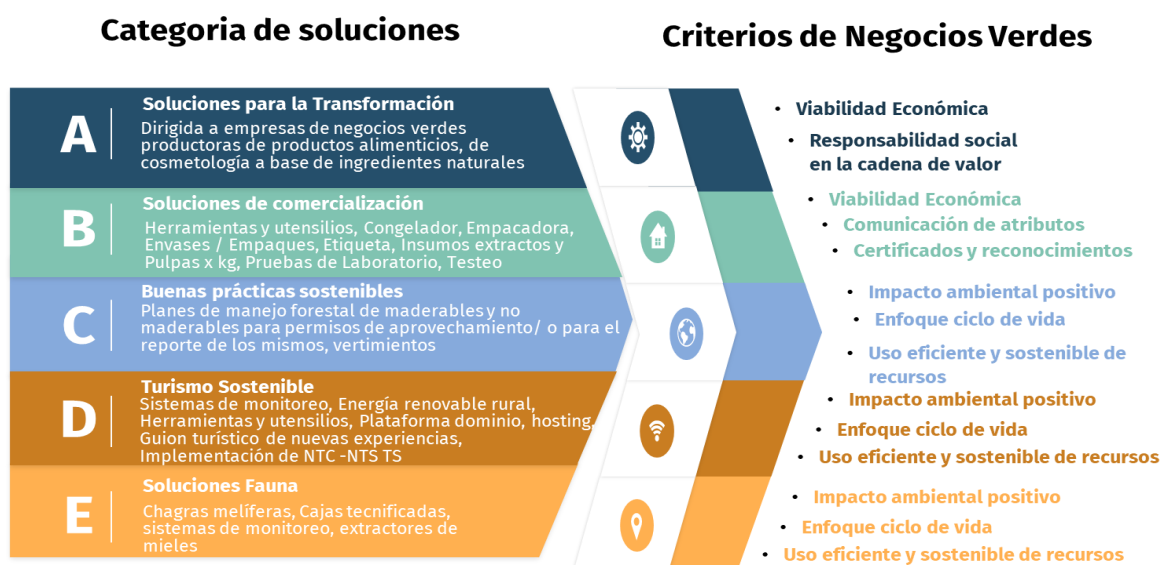 Categoria de soluciones
Criterios de Negocios Verdes
A
Soluciones para la Transformación
Dirigida a empresas de negocios verdes
productoras de productos alimenticios, de
cosmetología a base de ingredientes naturales
• Viabilidad Económica
• Responsabilidad social
en la cadena de valor
B
Soluciones de comercialización
Herramientas y utensilios, Congelador, Empacadora,
Envases / Empaques, Etiqueta, Insumos extractos y
Pulpas x kg, Pruebas de Laboratorio, Testeo
• Viabilidad Económica
• Comunicación de atributos
• Certificados y reconocimientos
C
Buenas prácticas sostenibles
Planes de manejo forestal de maderables y no
maderables para permisos de aprovechamiento/ o para el
reporte de los mismos, vertimientos
• Impacto ambiental positivo
• Enfoque ciclo de vida
• Uso eficiente y sostenible de
recursos
D
Turismo Sostenible
Sistemas de monitoreo, Energía renovable rural,
Herramientas y utensilios, Plataforma dominio, hosting,
Guion turístico de nuevas experiencias,
Implementación de NTC -NTS TS
• Impacto ambiental positivo
• Enfoque ciclo de vida
• Uso eficiente y sostenible de recursos
E
Soluciones Fauna
Chagras melíferas, Cajas tecnificadas,
sistemas de monitoreo, extractores de
mieles
• Impacto ambiental positivo
• Enfoque ciclo de vida
• Uso eficiente y sostenible de recursos